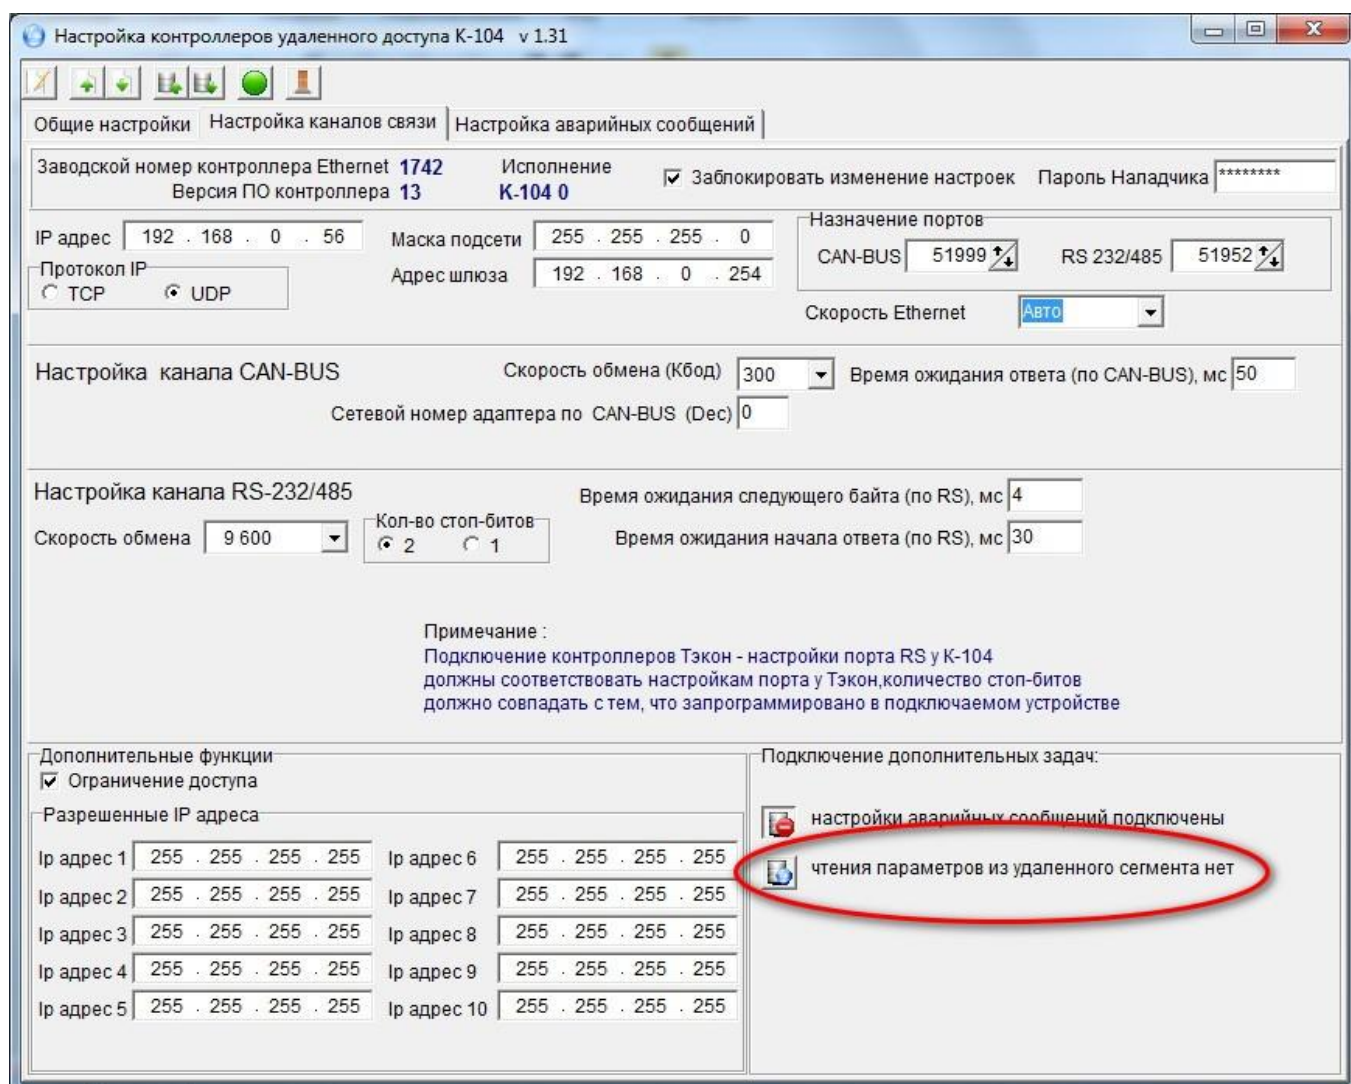 Настройка контроллеров удаленного доступа К-104 v 1.31
Общие настройки Настройка каналов связи Настройка аварийных сообщений
Заводской номер контроллера Ethernet 1742 Исполнение
Версия ПО контроллера 13 К-104 0
Заблокировать изменение настроек Пароль Наладчика ********
IP адрес 192 . 168 . 0 . 56 Маска подсети 255 . 255 . 255 . 0
Назначение портов
CAN-BUS 51999 RS 232/485 51952
Протокол IP
TCP UDP
Адрес шлюза 192 . 168 . 0 . 254
Скорость Ethernet Авто
Настройка канала CAN-BUS Скорость обмена (Кбод) 300 Время ожидания ответа (по CAN-BUS), мс 50
Сетевой номер адаптера по CAN-BUS (Dec) 0
Настройка канала RS-232/485 Время ожидания следующего байта (по RS), мс 4
Скорость обмена 9 600
Кол-во стоп-битов
2 1
Время ожидания начала ответа (по RS), мс 30
Примечание :
Подключение контроллеров Тэкон - настройки порта RS у К-104
должны соответствовать настройкам порта у Тэкон,количество стоп-битов
должно совпадать с тем, что запрограммировано в подключаемом устройстве
Дополнительные функции
Ограничение доступа
Разрешенные IP адреса
Ip адрес 1 255 . 255 . 255 . 255 Ip адрес 6 255 . 255 . 255 . 255
Ip адрес 2 255 . 255 . 255 . 255 Ip адрес 7 255 . 255 . 255 . 255
Ip адрес 3 255 . 255 . 255 . 255 Ip адрес 8 255 . 255 . 255 . 255
Ip адрес 4 255 . 255 . 255 . 255 Ip адрес 9 255 . 255 . 255 . 255
Ip адрес 5 255 . 255 . 255 . 255 Ip адрес 10 255 . 255 . 255 . 255
Подключение дополнительных задач:
настройки аварийных сообщений подключены
чтения параметров из удаленного сегмента нет